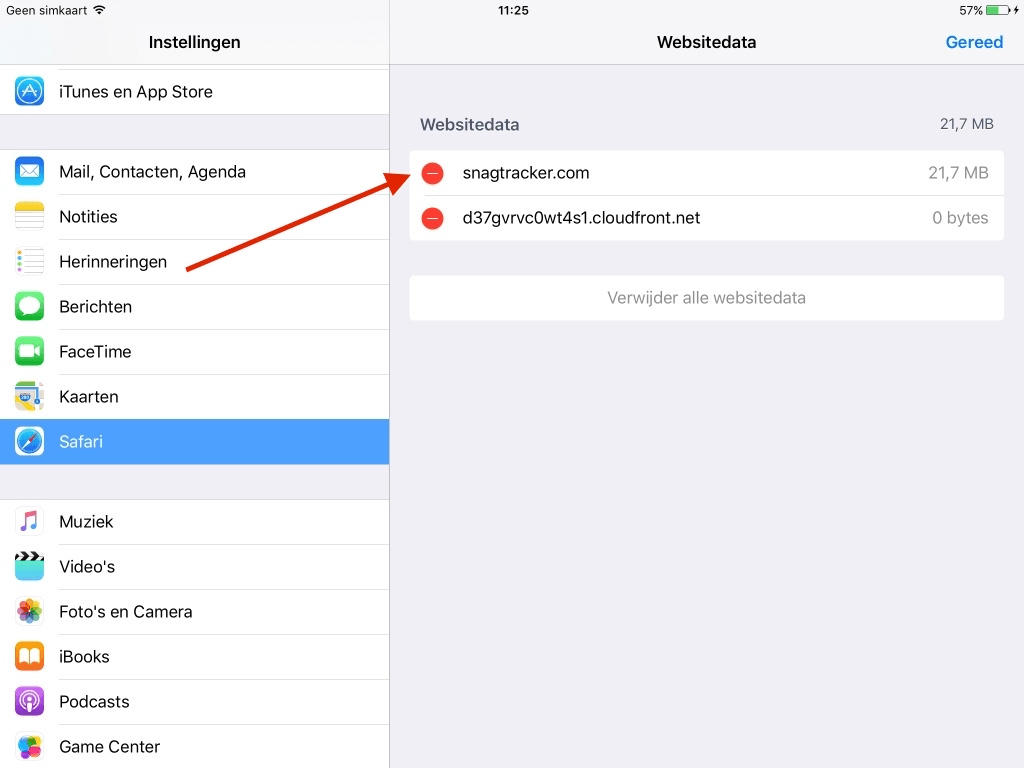 Geen simkaart
11:25
57%
Instellingen
Websitedata
Gereed
iTunes en App Store
Mail, Contacten, Agenda
Notities
Herinneringen
Berichten
FaceTime
Kaarten
Safari
Muziek
Video's
Foto's en Camera
iBooks
Podcasts
Game Center
Websitedata 21,7 MB
snagtracker.com 21,7 MB
d37gvrvc0wt4s1.cloudfront.net 0 bytes
Verwijder alle websitedata